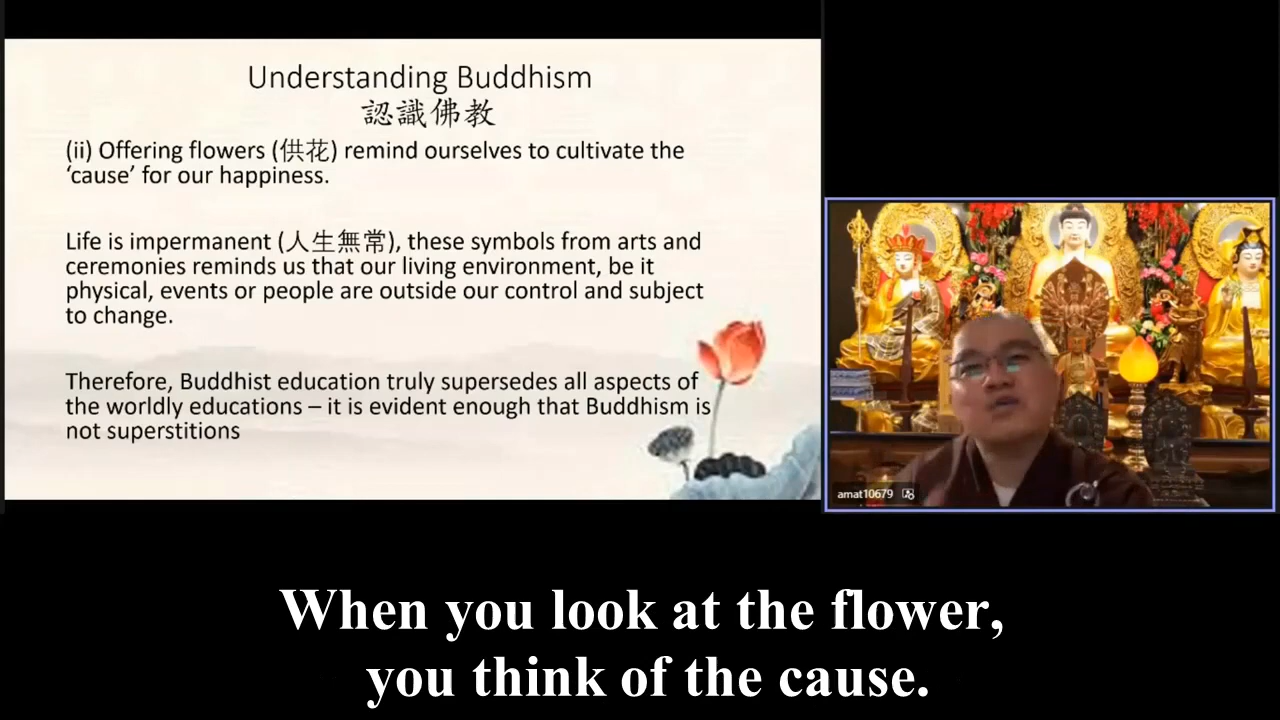 Understanding Buddhism
認識佛教
(ii) Offering flowers (供花) remind ourselves to cultivate the
‘cause’ for our happiness.
Life is impermanent (人生無常), these symbols from arts and
ceremonies reminds us that our living environment, be it
physical, events or people are outside our control and subject
to change.
Therefore, Buddhist education truly supersedes all aspects of
the worldly educations – it is evident enough that Buddhism is
not superstitions
amat10679
When you look at the flower,
you think of the cause.